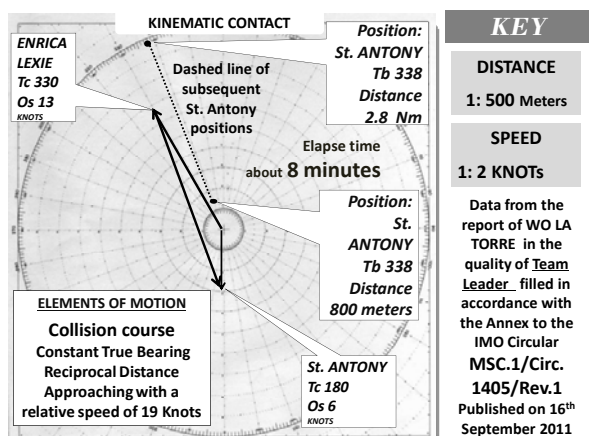 KINEMATIC CONTACT
ENRICA
LEXIE
Tc 330
Os 13
KNOTS
Dashed line of
subsequent
St. Antony
positions
Position:
St. ANTONY
Tb 338
Distance
2.8 Nm
Elapse time
about 8 minutes
Position:
St.
ANTONY
Tb 338
Distance
800 meters
ELEMENTS OF MOTION
Collision course
Constant True Bearing
Reciprocal Distance
Approaching with a
relative speed of 19 Knots
St. ANTONY
Tc 180
Os 6
KNOTS
KEY
DISTANCE
1: 500 Meters
SPEED
1: 2 KNOTs
Data from the
report of WO LA
TORRE in the
quality of Team
Leader filled in
accordance with
the Annex to the
IMO Circular
MSC.1/Circ.
1405/Rev.1
Published on 16th
September 2011